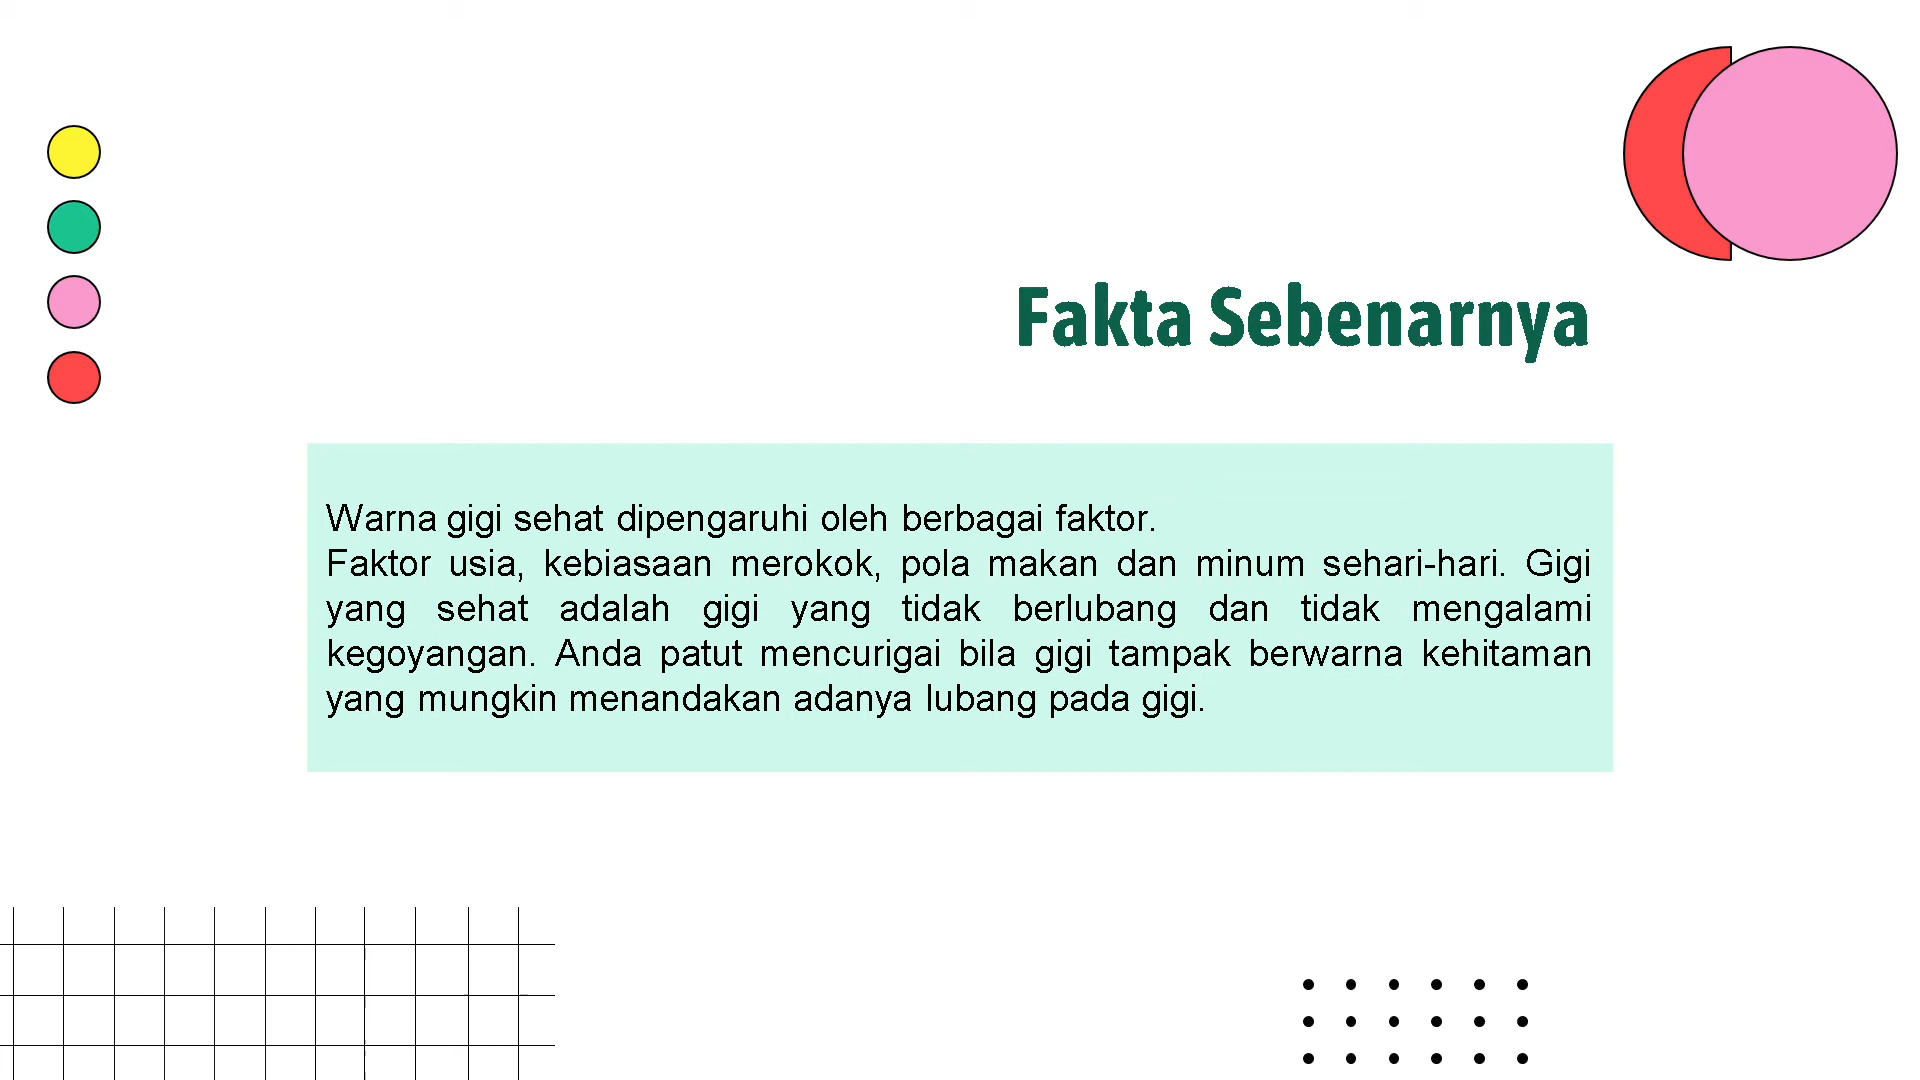 Fakta Sebenarnya
Warna gigi sehat dipengaruhi oleh berbagai faktor.
Faktor usia, kebiasaan merokok, pola makan dan minum sehari-hari. Gigi
yang sehat adalah gigi yang tidak berlubang dan tidak mengalami
kegoyangan. Anda patut mencurigai bila gigi tampak berwarna kehitaman
yang mungkin menandakan adanya lubang pada gigi.